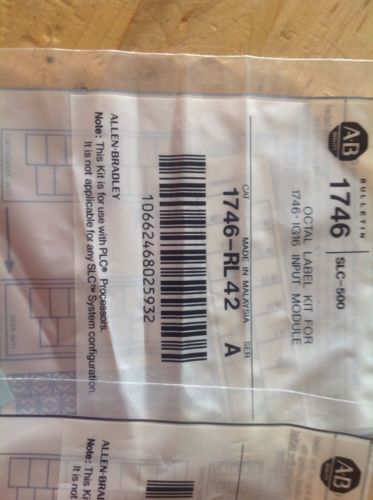 A-B
BULLETIN
1746
SLC-500
OCTAL LABEL KIT FOR
1746-IG16 INPUT MODULE
CAT
MADE IN MALAYSIA
SER
1746-RL42
A
10662468025932
ALLEN-BRADLEY
Note: This Kit is for use with PLC® Processors.
It is not applicable for any SLC™ System configuration.
A-B
ALLEN-BRADLEY
Note: This Kit
It is not